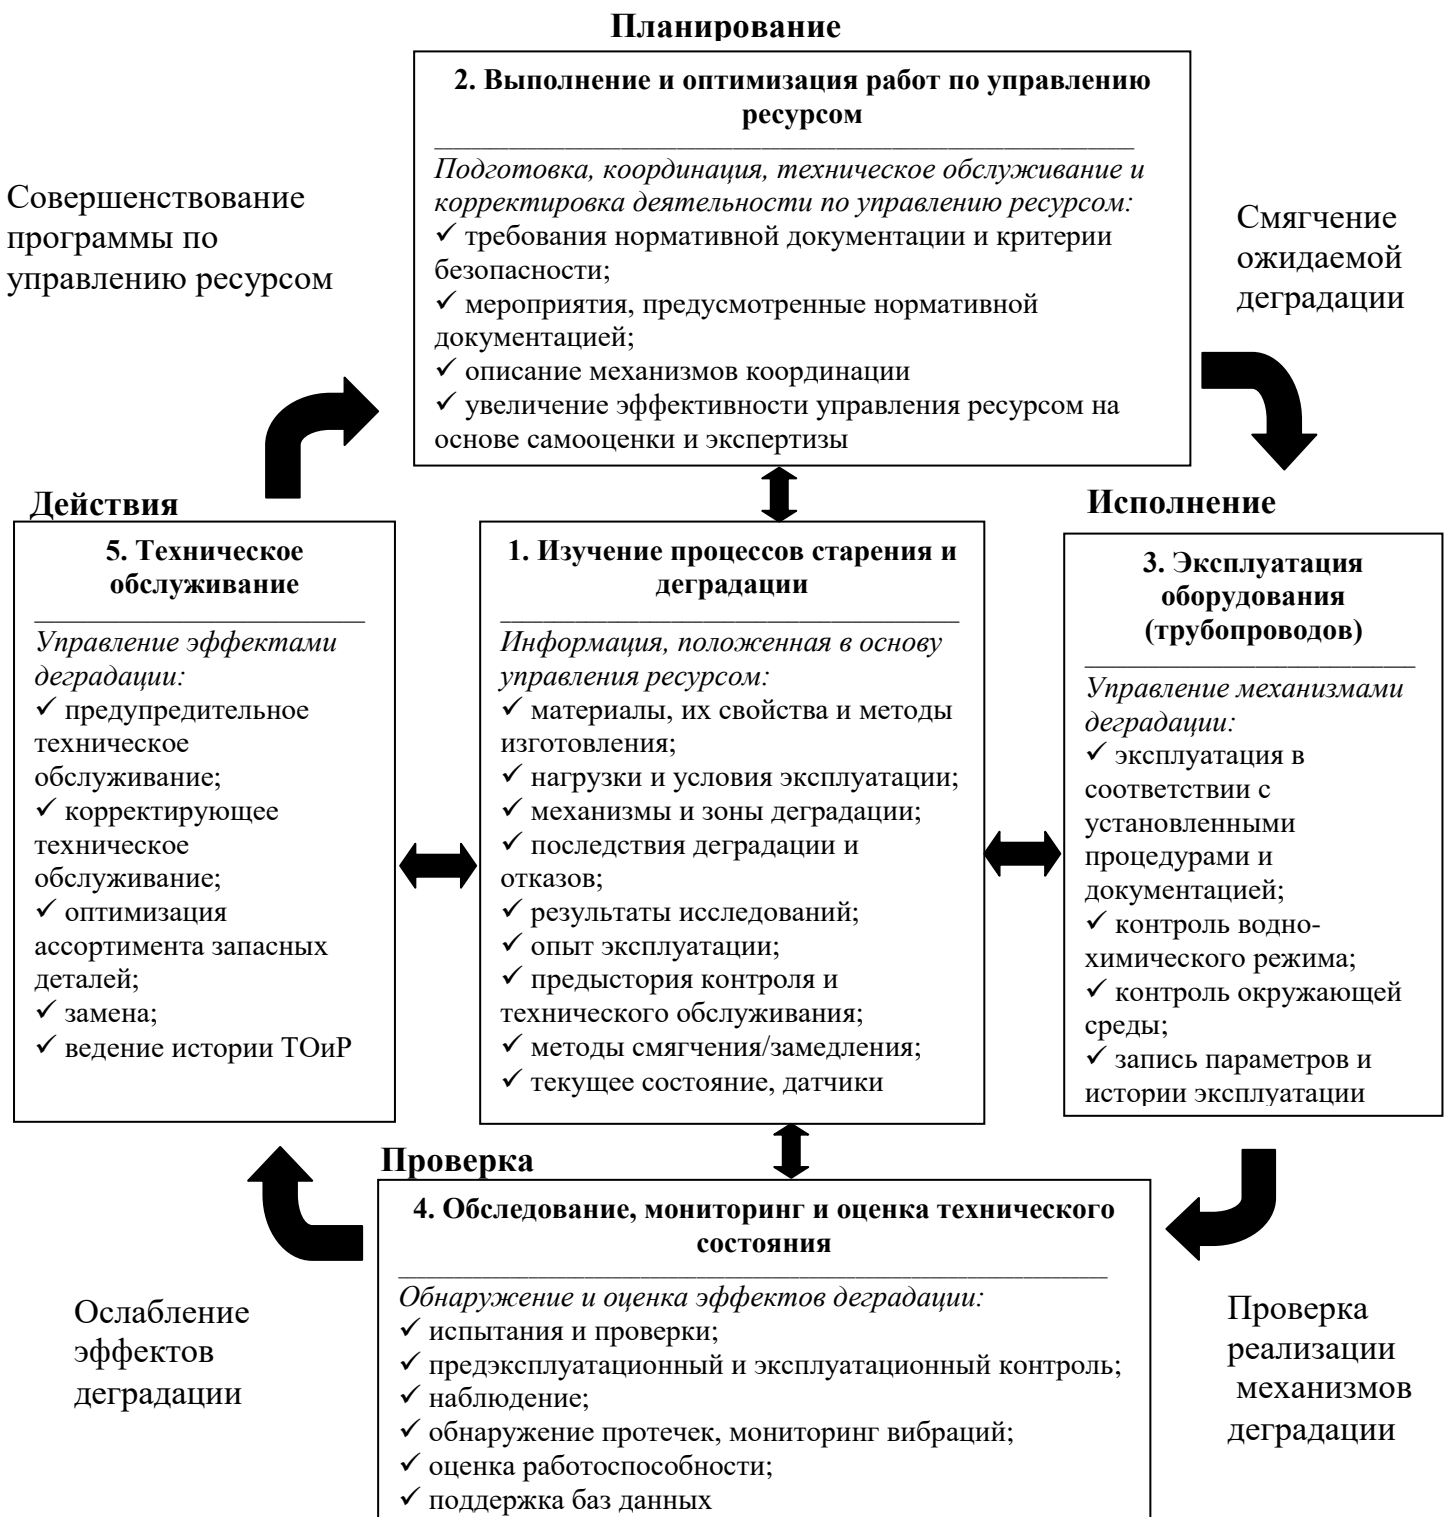 Планирование
2. Выполнение и оптимизация работ по управлению
ресурсом
Подготовка, координация, техническое обслуживание и
корректировка деятельности по управлению ресурсом:
✓ требования нормативной документации и критерии
безопасности;
✓ мероприятия, предусмотренные нормативной
документацией;
✓ описание механизмов координации
✓ увеличение эффективности управления ресурсом на
основе самооценки и экспертизы
Совершенствование
программы по
управлению ресурсом
Смягчение
ожидаемой
деградации
Действия
5. Техническое
обслуживание
Управление эффектами
деградации:
✓ предупредительное
техническое
обслуживание;
✓ корректирующее
техническое
обслуживание;
✓ оптимизация
ассортимента запасных
деталей;
✓ замена;
✓ ведение истории ТОиР
1. Изучение процессов старения и
деградации
Информация, положенная в основу
управления ресурсом:
✓ материалы, их свойства и методы
изготовления;
✓ нагрузки и условия эксплуатации;
✓ механизмы и зоны деградации;
✓ последствия деградации и
отказов;
✓ результаты исследований;
✓ опыт эксплуатации;
✓ предыстория контроля и
технического обслуживания;
✓ методы смягчения/замедления;
✓ текущее состояние, датчики
Исполнение
3. Эксплуатация
оборудования
(трубопроводов)
Управление механизмами
деградации:
✓ эксплуатация в
соответствии с
установленными
процедурами и
документацией;
✓ контроль водно-
химического режима;
✓ контроль окружающей
среды;
✓ запись параметров и
истории эксплуатации
Проверка
4. Обследование, мониторинг и оценка технического
состояния
Обнаружение и оценка эффектов деградации:
✓ испытания и проверки;
✓ предэксплуатационный и эксплуатационный контроль;
✓ наблюдение;
✓ обнаружение протечек, мониторинг вибраций;
✓ оценка работоспособности;
✓ поддержка баз данных
Ослабление
эффектов
деградации
Проверка
реализации
механизмов
деградации